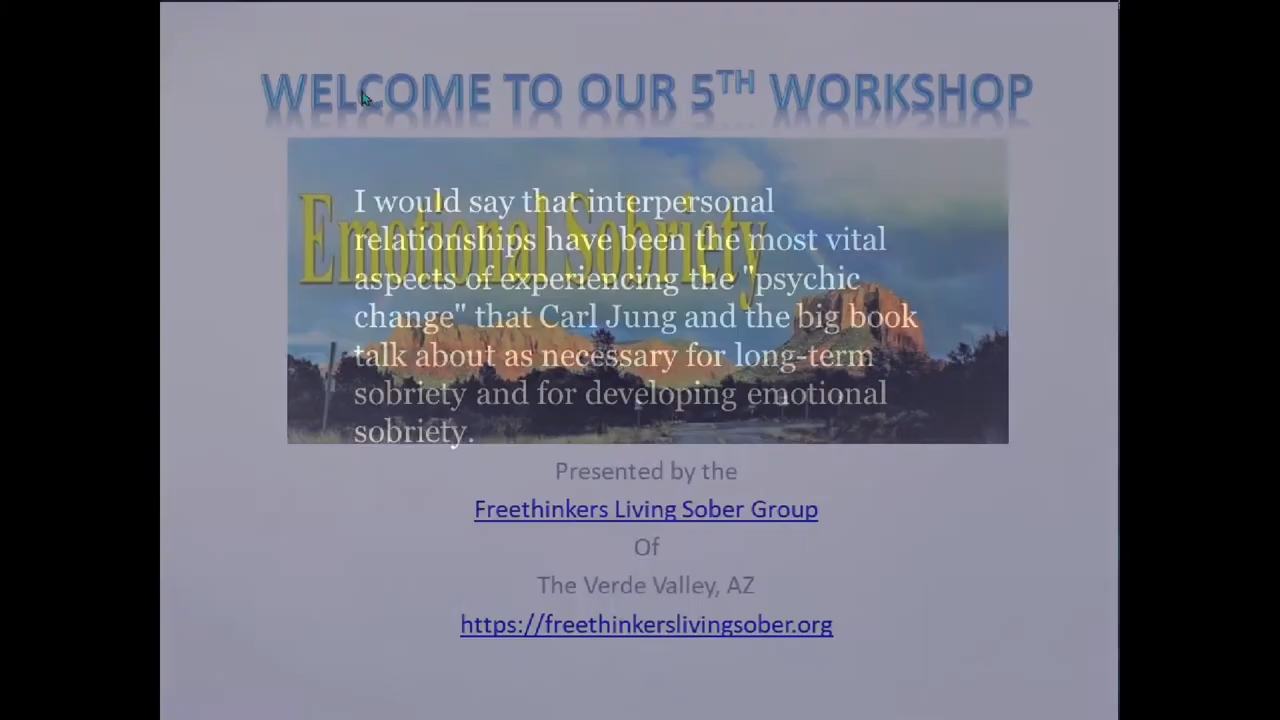 WELCOME TO OUR 5TH WORKSHOP
Emotional Sobriety
I would say that interpersonal
relationships have been the most vital
aspects of experiencing the "psychic
change" that Carl Jung and the big book
talk about as necessary for long-term
sobriety and for developing emotional
sobriety.
Presented by the
Freethinkers Living Sober Group
Of
The Verde Valley, AZ
https://freethinkerslivingsober.org